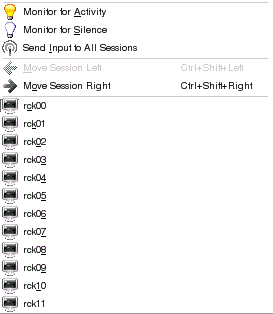 Monitor for Activity
Monitor for Silence
Send Input to All Sessions
Move Session Left Ctrl+Shift+Left
Move Session Right Ctrl+Shift+Right
rck00
rck01
rck02
rck03
rck04
rck05
rck06
rck07
rck08
rck09
rck10
rck11